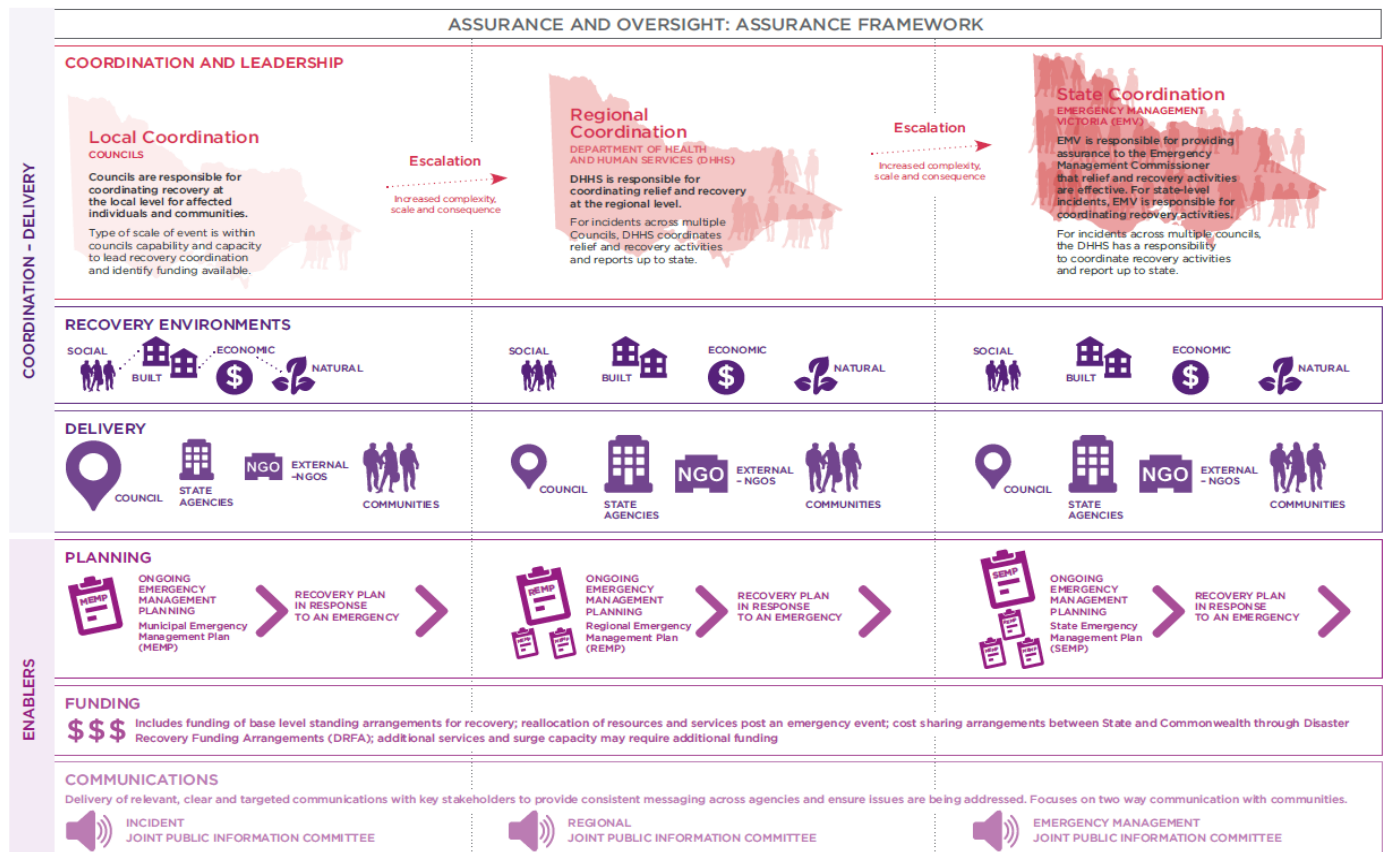 ASSURANCE AND OVERSIGHT: ASSURANCE FRAMEWORK
COORDINATION – DELIVERY
COORDINATION AND LEADERSHIP
Local Coordination
COUNCILS
Councils are responsible for
coordinating recovery at
the local level for affected
individuals and communities.
Type of scale of event is within
councils capability and capacity
to lead recovery coordination
and identify funding available.
Escalation
Increased complexity,
scale and consequence
Regional
Coordination
DEPARTMENT OF HEALTH
AND HUMAN SERVICES (DHHS)
DHHS is responsible for
coordinating relief and recovery
at the regional level.
For incidents across multiple
Councils, DHHS coordinates
relief and recovery activities
and reports up to state.
Escalation
Increased complexity,
scale and consequence
State Coordination
EMERGENCY MANAGEMENT
VICTORIA (EMV)
EMV is responsible for providing
assurance to the Emergency
Management Commissioner
that relief and recovery activities
are effective. For state-level
incidents, EMV is responsible for
coordinating recovery activities.
For incidents across multiple councils,
the DHHS has a responsibility
to coordinate recovery activities
and report up to state.
RECOVERY ENVIRONMENTS
SOCIAL
BUILT
ECONOMIC
$
NATURAL
SOCIAL
BUILT
ECONOMIC
$
NATURAL
SOCIAL
BUILT
ECONOMIC
$
NATURAL
DELIVERY
COUNCIL
STATE
AGENCIES
NGO
EXTERNAL
–NGOS
COMMUNITIES
COUNCIL
STATE
AGENCIES
NGO
EXTERNAL
– NGOS
COMMUNITIES
COUNCIL
STATE
AGENCIES
NGO
EXTERNAL
– NGOS
COMMUNITIES
ENABLERS
PLANNING
MEMP
ONGOING
EMERGENCY
MANAGEMENT
PLANNING
Municipal Emergency
Management Plan
(MEMP)
RECOVERY PLAN
IN RESPONSE
TO AN EMERGENCY
REMP
MEMP
MEMP
ONGOING
EMERGENCY
MANAGEMENT
PLANNING
Regional Emergency
Management Plan
(REMP)
RECOVERY PLAN
IN RESPONSE
TO AN EMERGENCY
SEMP
ONGOING
EMERGENCY
MANAGEMENT
PLANNING
State Emergency
Management Plan
(SEMP)
RECOVERY PLAN
IN RESPONSE
TO AN EMERGENCY
FUNDING
$ $ $
Includes funding of base level standing arrangements for recovery; reallocation of resources and services post an emergency event; cost sharing arrangements between State and Commonwealth through Disaster
Recovery Funding Arrangements (DRFA); additional services and surge capacity may require additional funding
COMMUNICATIONS
Delivery of relevant, clear and targeted communications with key stakeholders to provide consistent messaging across agencies and ensure issues are being addressed. Focuses on two way communication with communities.
INCIDENT
JOINT PUBLIC INFORMATION COMMITTEE
REGIONAL
JOINT PUBLIC INFORMATION COMMITTEE
EMERGENCY MANAGEMENT
JOINT PUBLIC INFORMATION COMMITTEE